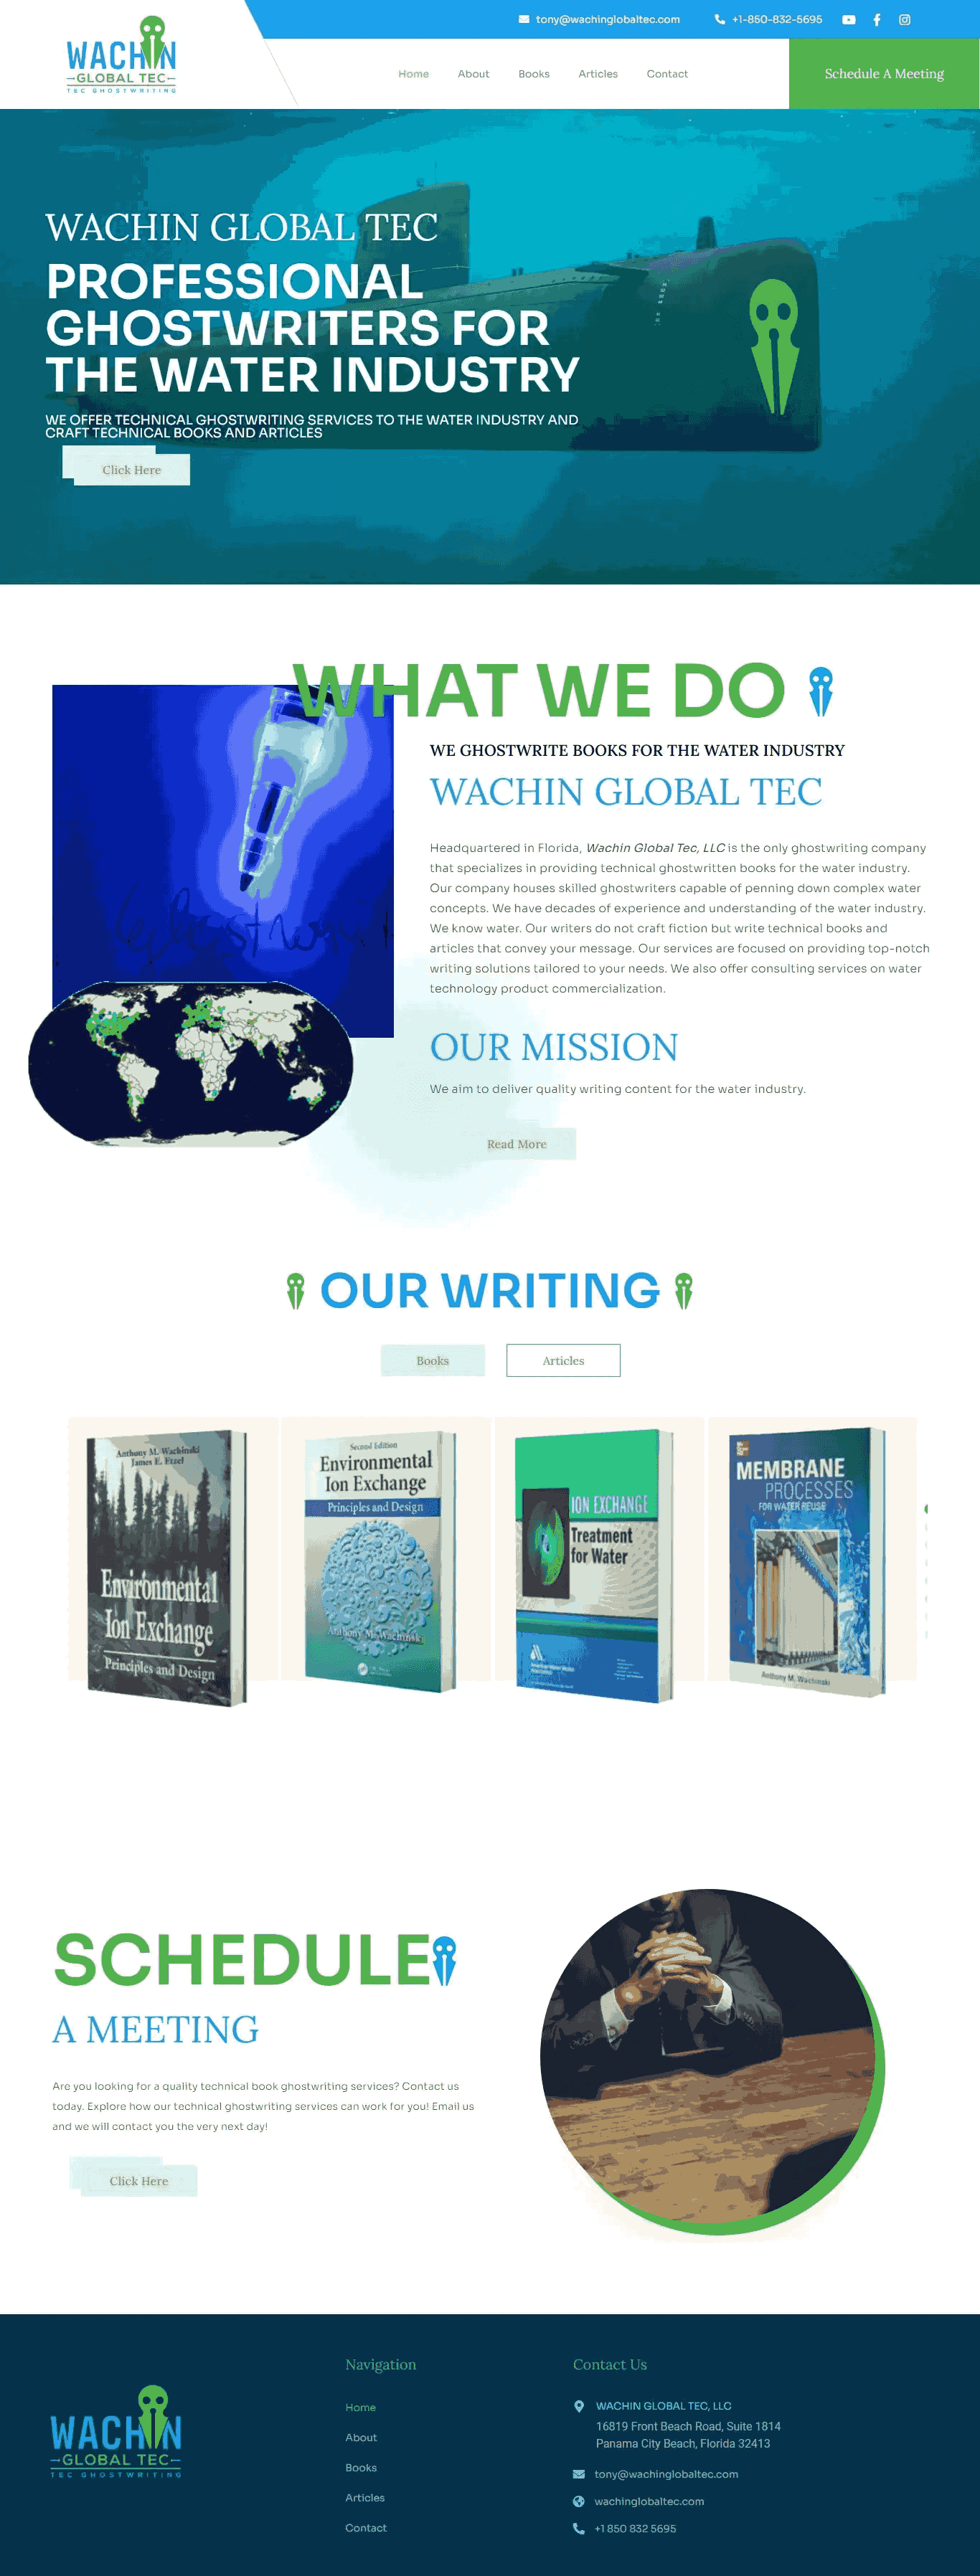 WACHIN
GLOBAL TEC
TEC GHOSTWRITING
tony@wachinglobaltec.com
+1-850-832-5695
Home
About
Books
Articles
Contact
Schedule A Meeting
WACHIN GLOBAL TEC
PROFESSIONAL
GHOSTWRITERS FOR
THE WATER INDUSTRY
WE OFFER TECHNICAL GHOSTWRITING SERVICES TO THE WATER INDUSTRY AND
CRAFT TECHNICAL BOOKS AND ARTICLES
Click Here
WHAT WE DO
WE GHOSTWRITE BOOKS FOR THE WATER INDUSTRY
WACHIN GLOBAL TEC
Headquartered in Florida, Wachin Global Tec, LLC is the only ghostwriting company
that specializes in providing technical ghostwritten books for the water industry.
Our company houses skilled ghostwriters capable of penning down complex water
concepts. We have decades of experience and understanding of the water industry.
We know water. Our writers do not craft fiction but write technical books and
articles that convey your message. Our services are focused on providing top-notch
writing solutions tailored to your needs. We also offer consulting services on water
technology product commercialization.
OUR MISSION
We aim to deliver quality writing content for the water industry.
Read More
OUR WRITING
Books
Articles
Anthony M. Wachinski
James E. Etzel
Environmental
Ion Exchange
Principles and Design
Second Edition
Environmental
Ion Exchange
Principles and Design
Anthony M. Wachinski
ION EXCHANGE
Treatment
for Water
American Water Works
Association
MEMBRANE
PROCESSES
FOR WATER REUSE
Anthony M. Wachinski
SCHEDULE
A MEETING
Are you looking for a quality technical book ghostwriting services? Contact us
today. Explore how our technical ghostwriting services can work for you! Email us
and we will contact you the very next day!
Click Here
WACHIN
GLOBAL TEC
TEC GHOSTWRITING
Navigation
Home
About
Books
Articles
Contact
Contact Us
WACHIN GLOBAL TEC, LLC
16819 Front Beach Road, Suite 1814
Panama City Beach, Florida 32413
tony@wachinglobaltec.com
wachinglobaltec.com
+1 850 832 5695